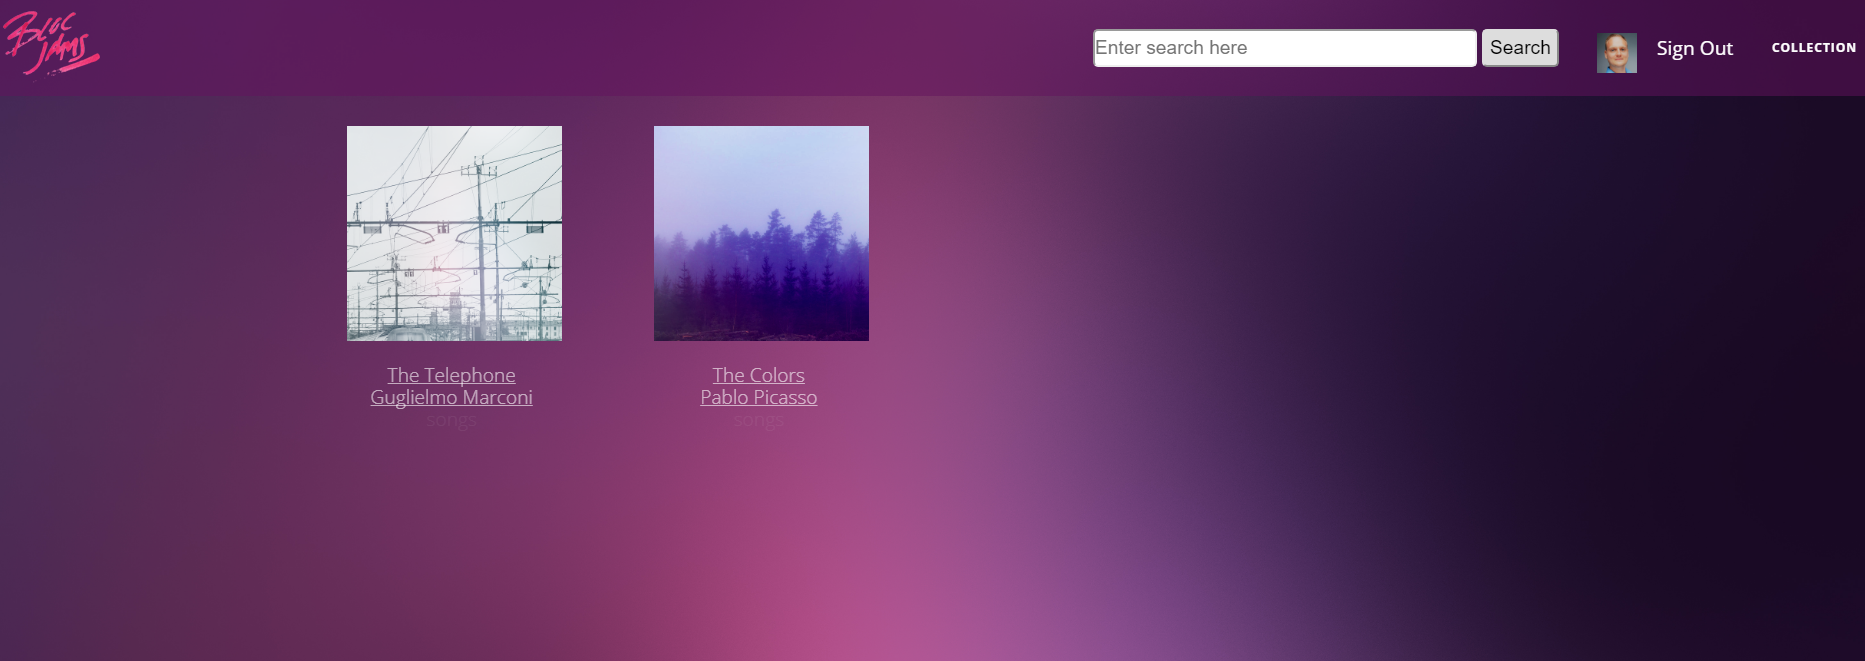 BLOC
JAMS
Enter search here
Search
Sign Out
COLLECTION
The Telephone
Guglielmo Marconi
songs
The Colors
Pablo Picasso
songs